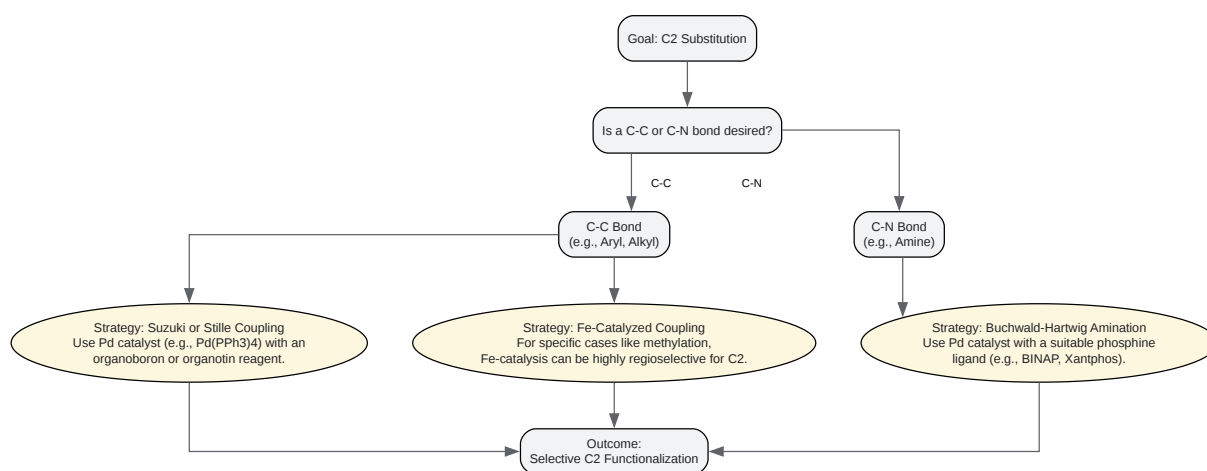 Goal: C2 Substitution
Is a C-C or C-N bond desired?
C-C
C-N
C-C Bond
(e.g., Aryl, Alkyl)
C-N Bond
(e.g., Amine)
Strategy: Suzuki or Stille Coupling
Use Pd catalyst (e.g., Pd(PPh3)4) with an
organoboron or organotin reagent.
Strategy: Fe-Catalyzed Coupling
For specific cases like methylation,
Fe-catalysis can be highly regioselective for C2.
Strategy: Buchwald-Hartwig Amination
Use Pd catalyst with a suitable phosphine
ligand (e.g., BINAP, Xantphos).
Outcome:
Selective C2 Functionalization